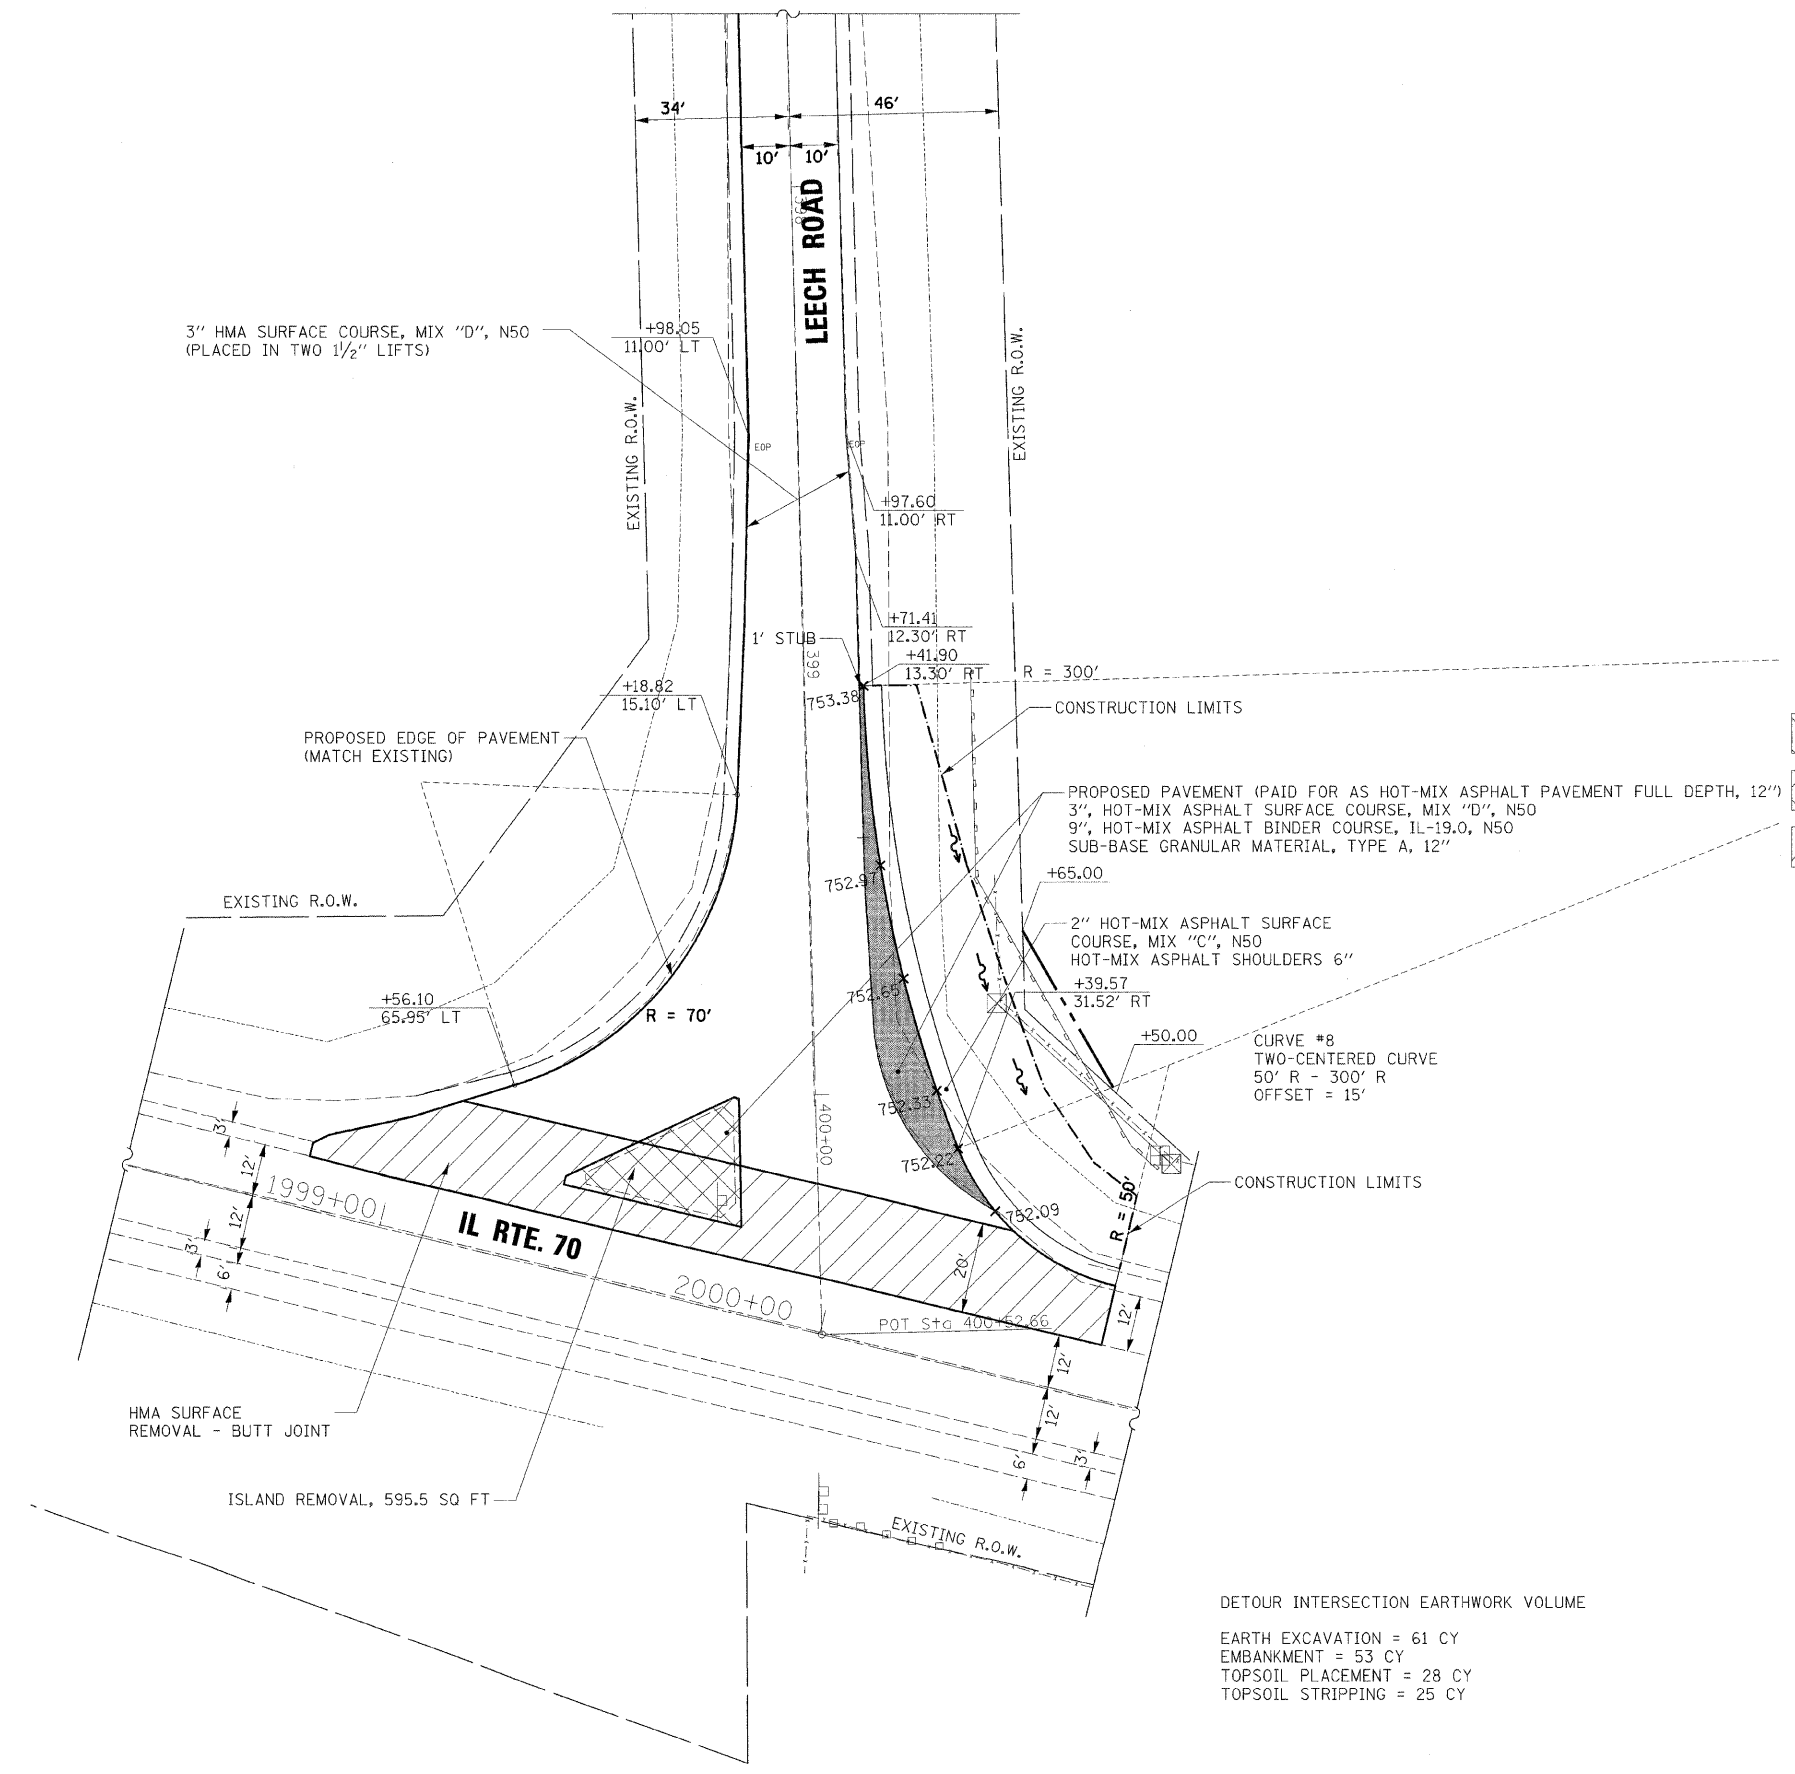 34'
46'
10'
10'
398
LEECH ROAD
3" HMA SURFACE COURSE, MIX "D", N50
(PLACED IN TWO 1 1/2" LIFTS)
+98.05
11.00' LT
EXISTING R.O.W.
EXISTING R.O.W.
EOP
EOP
+97.60
11.00' RT
+71.41
12.30' RT
1' STUB
399
+41.90
13.30' RT
R = 300'
753.38
+18.82
15.10' LT
CONSTRUCTION LIMITS
PROPOSED EDGE OF PAVEMENT
(MATCH EXISTING)
PROPOSED PAVEMENT (PAID FOR AS HOT-MIX ASPHALT PAVEMENT FULL DEPTH, 12")
3", HOT-MIX ASPHALT SURFACE COURSE, MIX "D", N50
9", HOT-MIX ASPHALT BINDER COURSE, IL-19.0, N50
SUB-BASE GRANULAR MATERIAL, TYPE A, 12"
+65.00
752.97
EXISTING R.O.W.
2" HOT-MIX ASPHALT SURFACE
COURSE, MIX "C", N50
HOT-MIX ASPHALT SHOULDERS 6"
752.65
+39.57
31.52' RT
+56.10
65.95' LT
R = 70'
+50.00
CURVE #8
TWO-CENTERED CURVE
50' R - 300' R
OFFSET = 15'
752.33
400+00
3'
12'
752.22
CONSTRUCTION LIMITS
R = 50'
1999+00
752.09
12'
IL RTE. 70
3'
6'
20'
2000+00
POT Sta 400+52.66
12'
12'
12'
HMA SURFACE
REMOVAL - BUTT JOINT
6'
3'
ISLAND REMOVAL, 595.5 SQ FT
EXISTING R.O.W.
DETOUR INTERSECTION EARTHWORK VOLUME
EARTH EXCAVATION = 61 CY
EMBANKMENT = 53 CY
TOPSOIL PLACEMENT = 28 CY
TOPSOIL STRIPPING = 25 CY